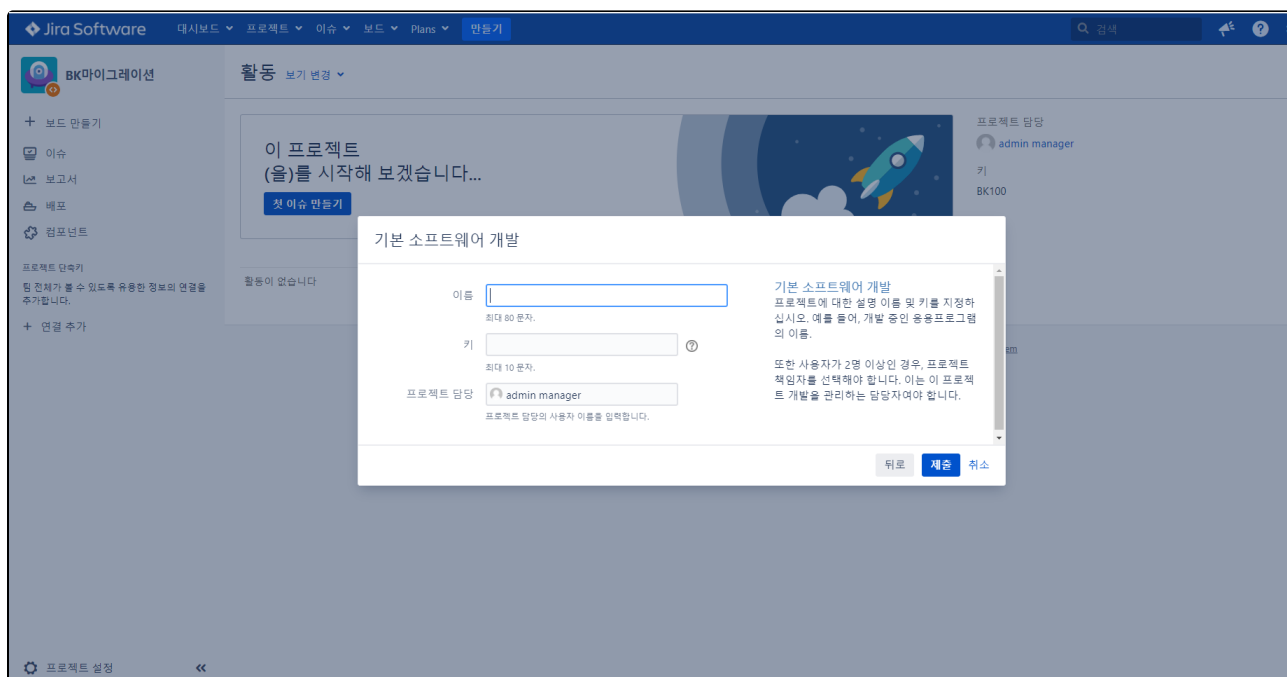 Jira Software 대시보드 프로젝트 이슈 보드 Plans 만들기 검색
BK마이그레이션
활동 보기 변경
보드 만들기
이슈
보고서
배포
컴포넌트
프로젝트 단축키
팀 전체가 볼 수 있도록 유용한 정보의 연결을
추가합니다.
연결 추가
이 프로젝트
(을)를 시작해 보겠습니다...
첫 이슈 만들기
프로젝트 담당
admin manager
키
BK100
활동이 없습니다
기본 소프트웨어 개발
이름
최대 80 문자.
키
최대 10 문자.
프로젝트 담당 admin manager
프로젝트 담당의 사용자 이름을 입력합니다.
기본 소프트웨어 개발
프로젝트에 대한 설명 이름 및 키를 지정하
십시오. 예를 들어, 개발 중인 응용프로그램
의 이름.
또한 사용자가 2명 이상인 경우, 프로젝트
책임자를 선택해야 합니다. 이는 이 프로젝
트 개발을 관리하는 담당자여야 합니다.
뒤로 제출 취소
프로젝트 설정